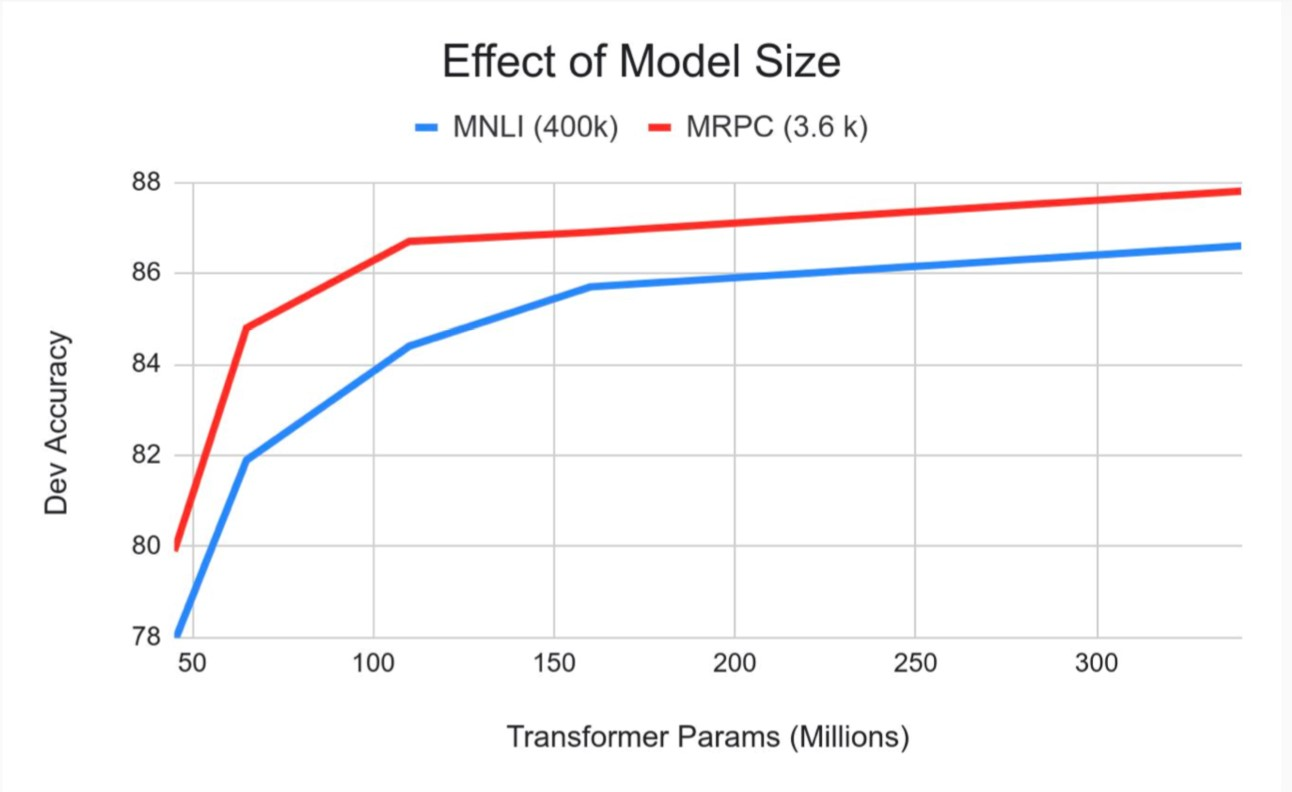 Effect of Model Size
MNLI (400k) MRPC (3.6 k)
88
86
84
82
80
78
Dev Accuracy
50 100 150 200 250 300
Transformer Params (Millions)